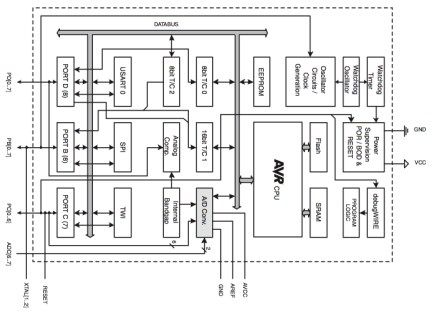 DATABUS
PORT D (8)
USART 0
8bit T/C 2
8bit T/C 0
EEPROM
Oscillator
Circuits /
Clock
Generation
Watchdog
Oscillator
Watchdog
Timer
PORT B (8)
SPI
Analog
Comp.
16bit T/C 1
AVR
CPU
Flash
SRAM
Power
Supervision
POR / BOD &
RESET
debugWIRE
PROGRAM
LOGIC
PORT C (7)
TWI
Internal
Bandgap
A/D Conv.
6
2
GND
VCC
PD[0..7]
PB[0..7]
PC[0..6]
ADC[6..7]
XTAL[1..2]
RESET
GND
AREF
AVCC